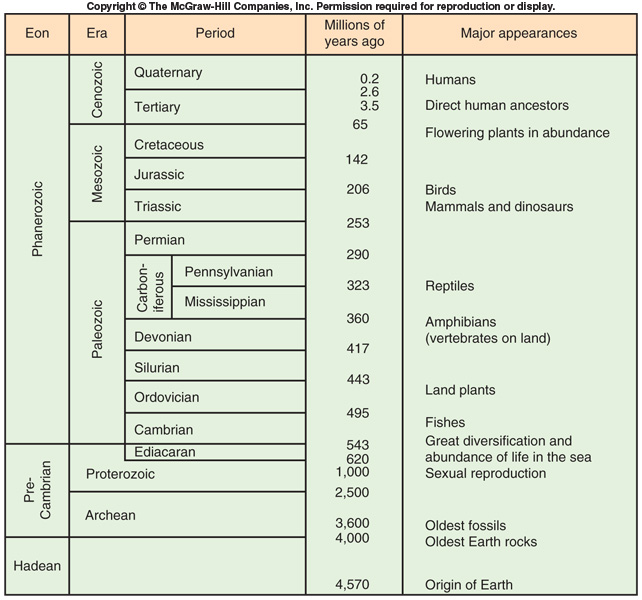 Copyright © The McGraw-Hill Companies, Inc. Permission required for reproduction or display.
Eon
Era
Period
Millions of
years ago
Major appearances
Phanerozoic
Cenozoic
Quaternary
0.2
Humans
2.6
Tertiary
3.5
Direct human ancestors
65
Flowering plants in abundance
Mesozoic
Cretaceous
142
Jurassic
206
Birds
Triassic
Mammals and dinosaurs
253
Paleozoic
Permian
290
Carbon-
iferous
Pennsylvanian
323
Reptiles
Mississippian
360
Amphibians
(vertebrates on land)
Devonian
417
Silurian
443
Land plants
Ordovician
495
Fishes
Cambrian
543
Great diversification and
abundance of life in the sea
Pre-
Cambrian
Ediacaran
620
Proterozoic
1,000
Sexual reproduction
2,500
Archean
3,600
Oldest fossils
4,000
Oldest Earth rocks
Hadean
4,570
Origin of Earth